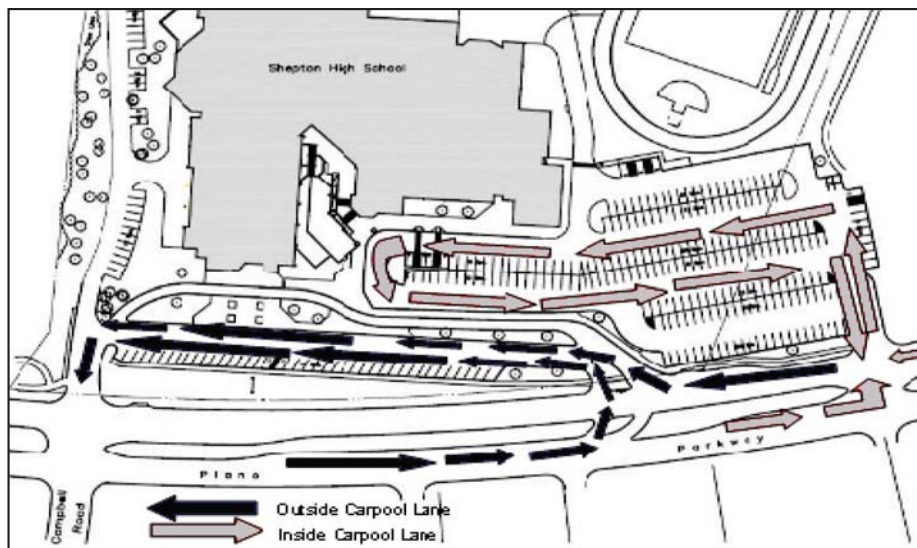 Shepton High School
Plano
Parkway
Campbell
Road
Outside Carpool Lane
Inside Carpool Lane